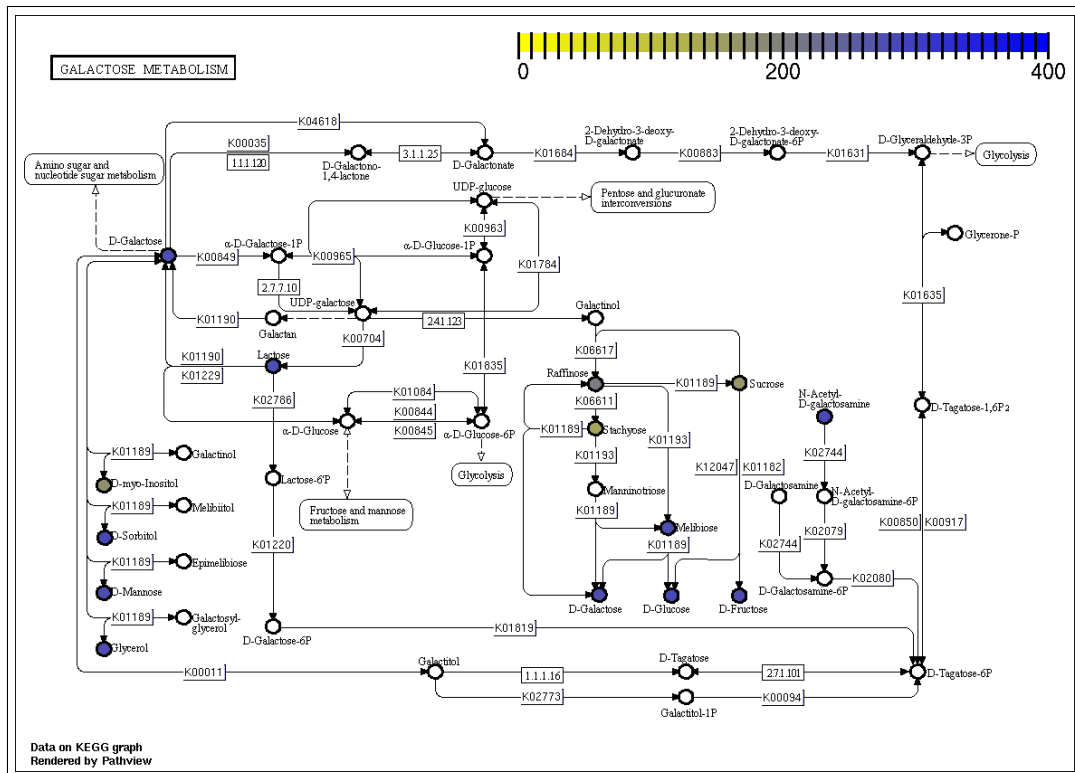 GALACTOSE METABOLISM
0 200 400
K04618
K00035
1.1.1.120
D-Galactono-
1,4-lactone
3.1.1.25
D-Galactonate
K01684
2-Dehydro-3-deoxy-
D-galactonate
K00883
2-Dehydro-3-deoxy-
D-galactonate-6P
K01631
D-Glyceraldehyde-3P
Glycolysis
Amino sugar and
nucleotide sugar metabolism
UDP-glucose
Pentose and glucuronate
interconversions
D-Galactose
K00849
α-D-Galactose-1P
K00965
α-D-Glucose-1P
K00963
K01784
Glycerone-P
2.7.7.10
UDP-galactose
K01190
Galactan
K00704
2.4.1.123
Galactinol
K01635
K01190
K01229
Lactose
K01835
K06617
K02786
K01084
K00844
K00845
α-D-Glucose
α-D-Glucose-6P
Glycolysis
Raffinose
K01189
Sucrose
K06611
K01189
Stachyose
K01193
K01193
N-Acetyl-
D-galactosamine
D-Tagatose-1,6P2
K02744
K01189
Galactinol
D-myo-Inositol
Lactose-6'P
Manninotriose
K12047
K01182
D-Galactosamine
N-Acetyl-
D-galactosamine-6P
K01189
Melibiitol
D-Sorbitol
Fructose and mannose
metabolism
K01189
Melibiose
K01189
K00850
K00917
K02744
K02079
K01220
K01189
Epimelibiose
D-Mannose
D-Galactose
D-Glucose
D-Fructose
D-Galactosamine-6P
K02080
K01189
Galactosyl-
glycerol
Glycerol
D-Galactose-6P
K01819
K00011
Galactitol
1.1.1.16
D-Tagatose
2.7.1.101
D-Tagatose-6P
K02773
Galactitol-1P
K00094
Data on KEGG graph
Rendered by Pathview